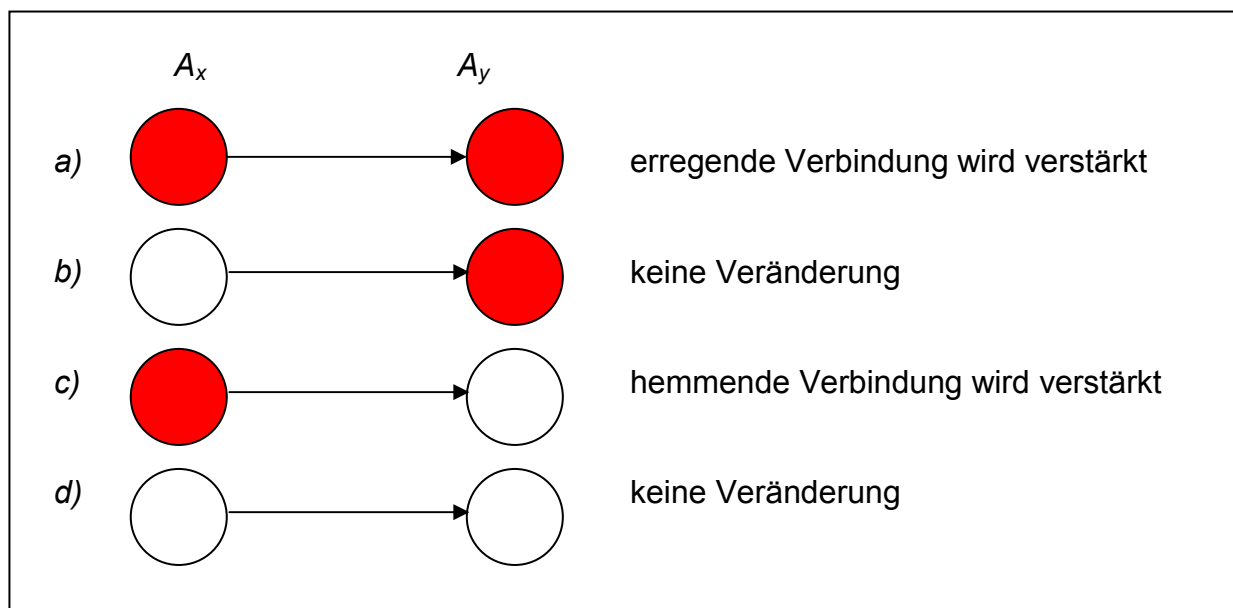 Ax Ay
a) erregende Verbindung wird verstärkt
b) keine Veränderung
c) hemmende Verbindung wird verstärkt
d) keine Veränderung